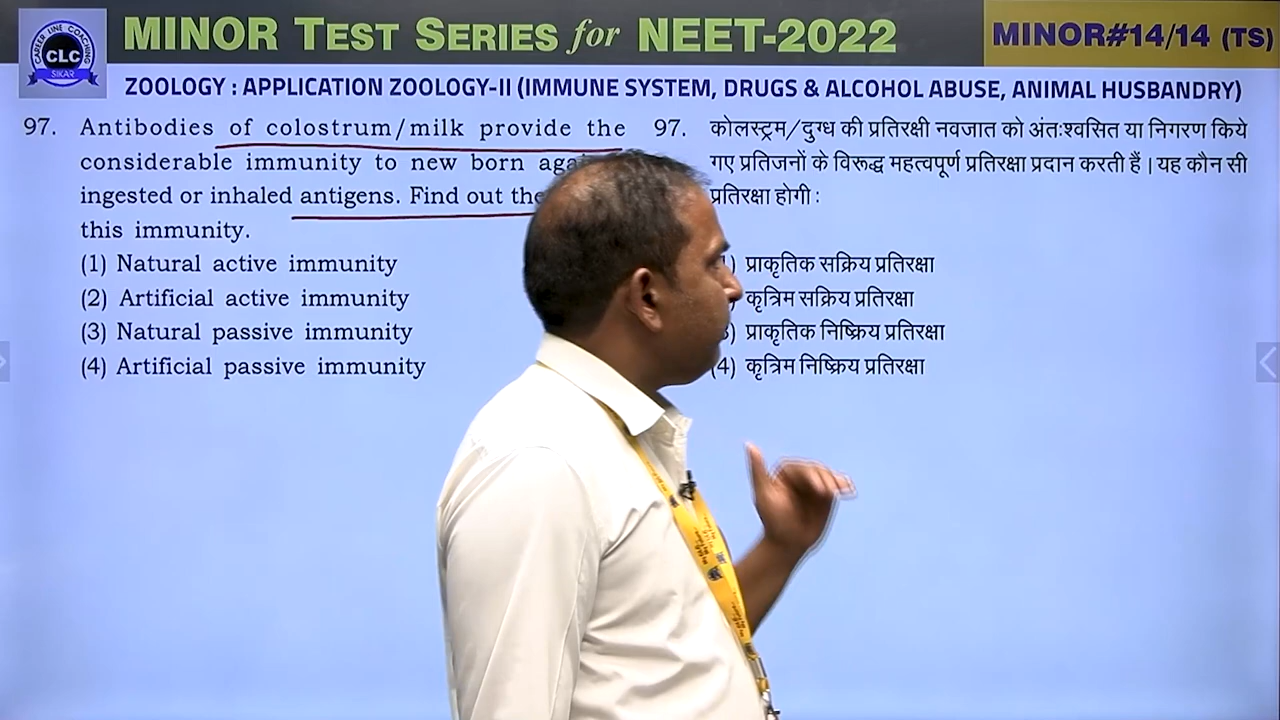 CAREER LINE COACHING
CLC
SIKAR
MINOR TEST SERIES for NEET-2022
MINOR#14/14 (TS)
ZOOLOGY : APPLICATION ZOOLOGY-II (IMMUNE SYSTEM, DRUGS & ALCOHOL ABUSE, ANIMAL HUSBANDRY)
97. Antibodies of colostrum/milk provide the
considerable immunity to new born
ingested or inhaled antigens. Find out the
this immunity.
(1) Natural active immunity
(2) Artificial active immunity
(3) Natural passive immunity
(4) Artificial passive immunity
97. कोलस्ट्रम/दुग्ध की प्रतिरक्षी नवजात को अंतःश्वसित या निगरण किये
गए प्रतिजनों के विरूद्ध महत्वपूर्ण प्रतिरक्षा प्रदान करती हैं। यह कौन सी
प्रतिरक्षा होगी :
प्राकृतिक सक्रिय प्रतिरक्षा
कृत्रिम सक्रिय प्रतिरक्षा
प्राकृतिक निष्क्रिय प्रतिरक्षा
(4) कृत्रिम निष्क्रिय प्रतिरक्षा